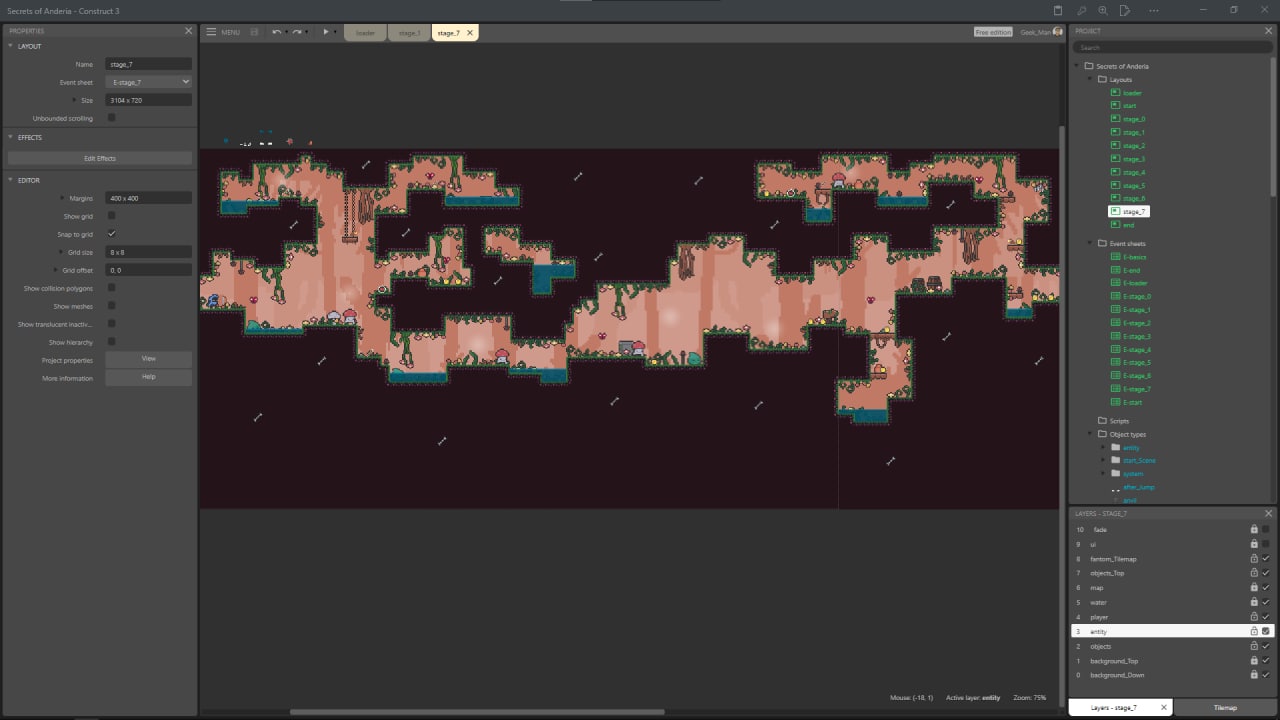 Secrets of Anderia - Construct 3
PROPERTIES
LAYOUT
Name stage_7
Event sheet E-stage_7
Size 3104 x 720
Unbounded scrolling
EFFECTS
Edit Effects
EDITOR
Margins 400 x 400
Show grid
Snap to grid
Grid size 8 x 8
Grid offset 0, 0
Show collision polygons
Show meshes
Show translucent inactiv...
Show hierarchy
Project properties View
More information Help
MENU
loader
stage_1
stage_7
Free edition
Geek_Man
Mouse: (-18, 1) Active layer: entity Zoom: 75%
PROJECT
Search
Secrets of Anderia
Layouts
loader
start
stage_0
stage_1
stage_2
stage_3
stage_4
stage_5
stage_6
stage_7
end
Event sheets
E-basics
E-end
E-loader
E-stage_0
E-stage_1
E-stage_2
E-stage_3
E-stage_4
E-stage_5
E-stage_6
E-stage_7
E-start
Scripts
Object types
entity
start_Scene
system
after_Jump
anvil
LAYERS - STAGE_7
10 fade
9 ui
8 fantom_Tilemap
7 objects_Top
6 map
5 water
4 player
3 entity
2 objects
1 background_Top
0 background_Down
Layers - stage_7
Tilemap